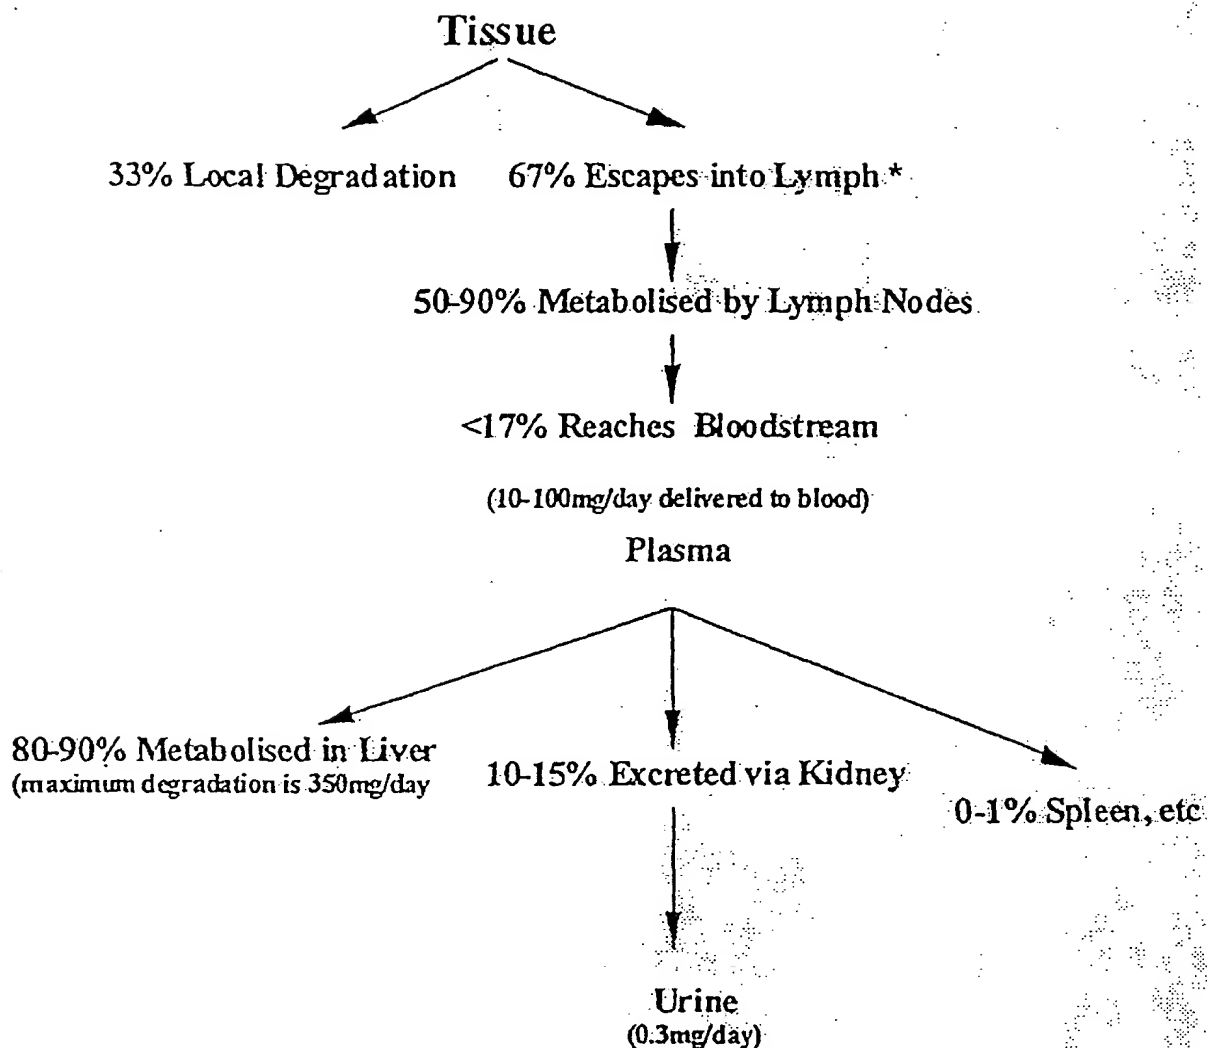 Tissue
33% Local Degradation 67% Escapes into Lymph *
50-90% Metabolised by Lymph Nodes
<17% Reaches Bloodstream
(10-100mg/day delivered to blood)
Plasma
80-90% Metabolised in Liver
(maximum degradation is 350mg/day
10-15% Excreted via Kidney
0-1% Spleen, etc
Urine
(0.3mg/day)